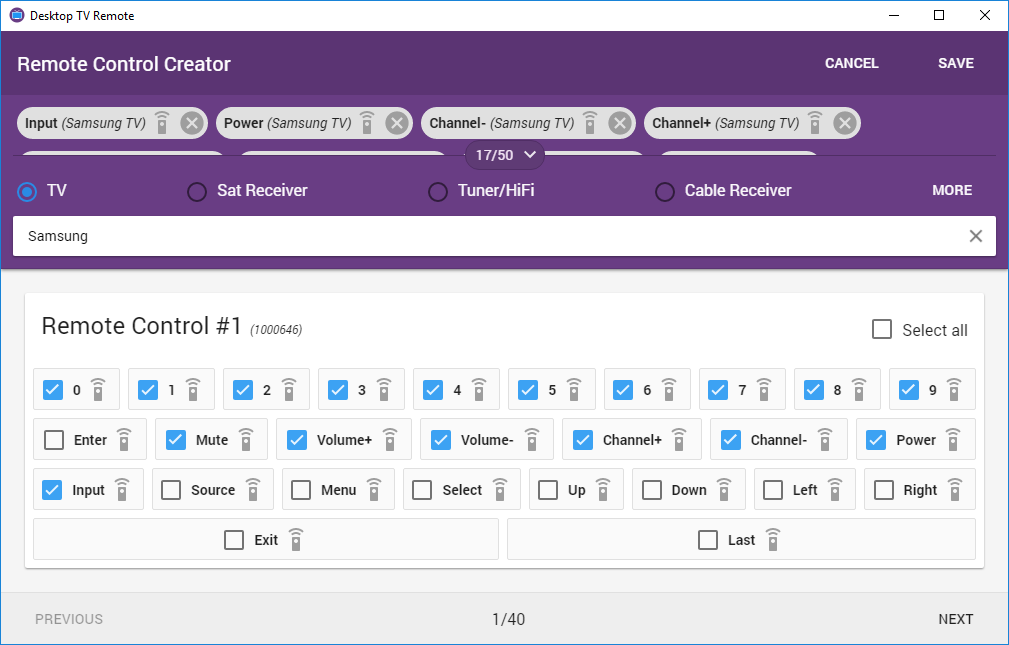 Desktop TV Remote
Remote Control Creator CANCEL SAVE
Input (Samsung TV) Power (Samsung TV) Channel- (Samsung TV) Channel+ (Samsung TV)
17/50
TV Sat Receiver Tuner/HiFi Cable Receiver MORE
Samsung
Remote Control #1 (1000646) Select all
0 1 2 3 4 5 6 7 8 9
Enter Mute Volume+ Volume- Channel+ Channel- Power
Input Source Menu Select Up Down Left Right
Exit Last
PREVIOUS 1/40 NEXT